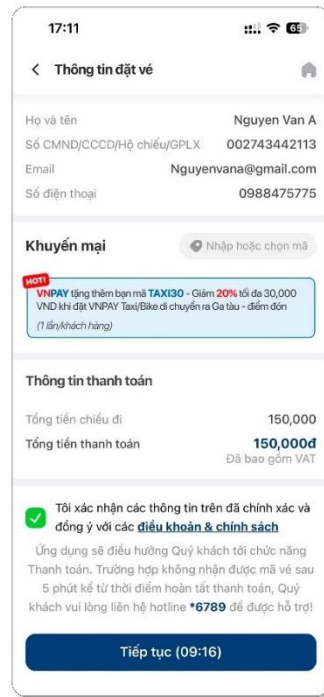 17:11
65
Thông tin đặt vé
Họ và tên Nguyen Van A
Số CMND/CCCD/Hộ chiếu/GPLX 002743442113
Email Nguyenvana@gmail.com
Số điện thoại 0988475775
Khuyến mại Nhập hoặc chọn mã
HOT!
VNPAY tặng thêm bạn mã TAXI30 - Giảm 20% tối đa 30,000
VND khi đặt VNPAY Taxi/Bike di chuyển ra Ga tàu - điểm đón
(1 lần/khách hàng)
Thông tin thanh toán
Tổng tiền chiều đi 150,000
Tổng tiền thanh toán 150,000đ
Đã bao gồm VAT
Tôi xác nhận các thông tin trên đã chính xác và
đồng ý với các điều khoản & chính sách
Ứng dụng sẽ điều hướng Quý khách tới chức năng
Thanh toán. Trường hợp không nhận được mã vé sau
5 phút kể từ thời điểm hoàn tất thanh toán, Quý
khách vui lòng liên hệ hotline *6789 để được hỗ trợ!
Tiếp tục (09:16)